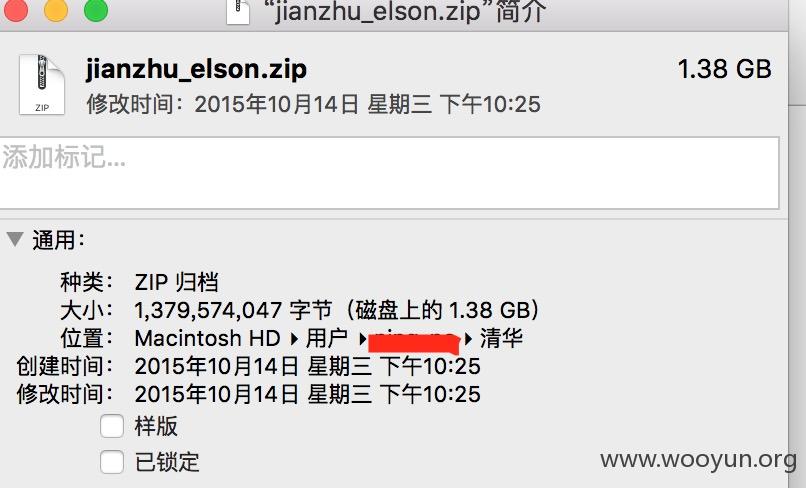 “jianzhu_elson.zip”简介
ZIP
jianzhu_elson.zip 1.38 GB
修改时间：2015年10月14日 星期三 下午10:25
添加标记...
通用：
种类： ZIP 归档
大小： 1,379,574,047 字节（磁盘上的 1.38 GB）
位置： Macintosh HD ▸ 用户 ▸ ▸ 清华
创建时间： 2015年10月14日 星期三 下午10:25
修改时间： 2015年10月14日 星期三 下午10:25
样版
已锁定
www.wooyun.org